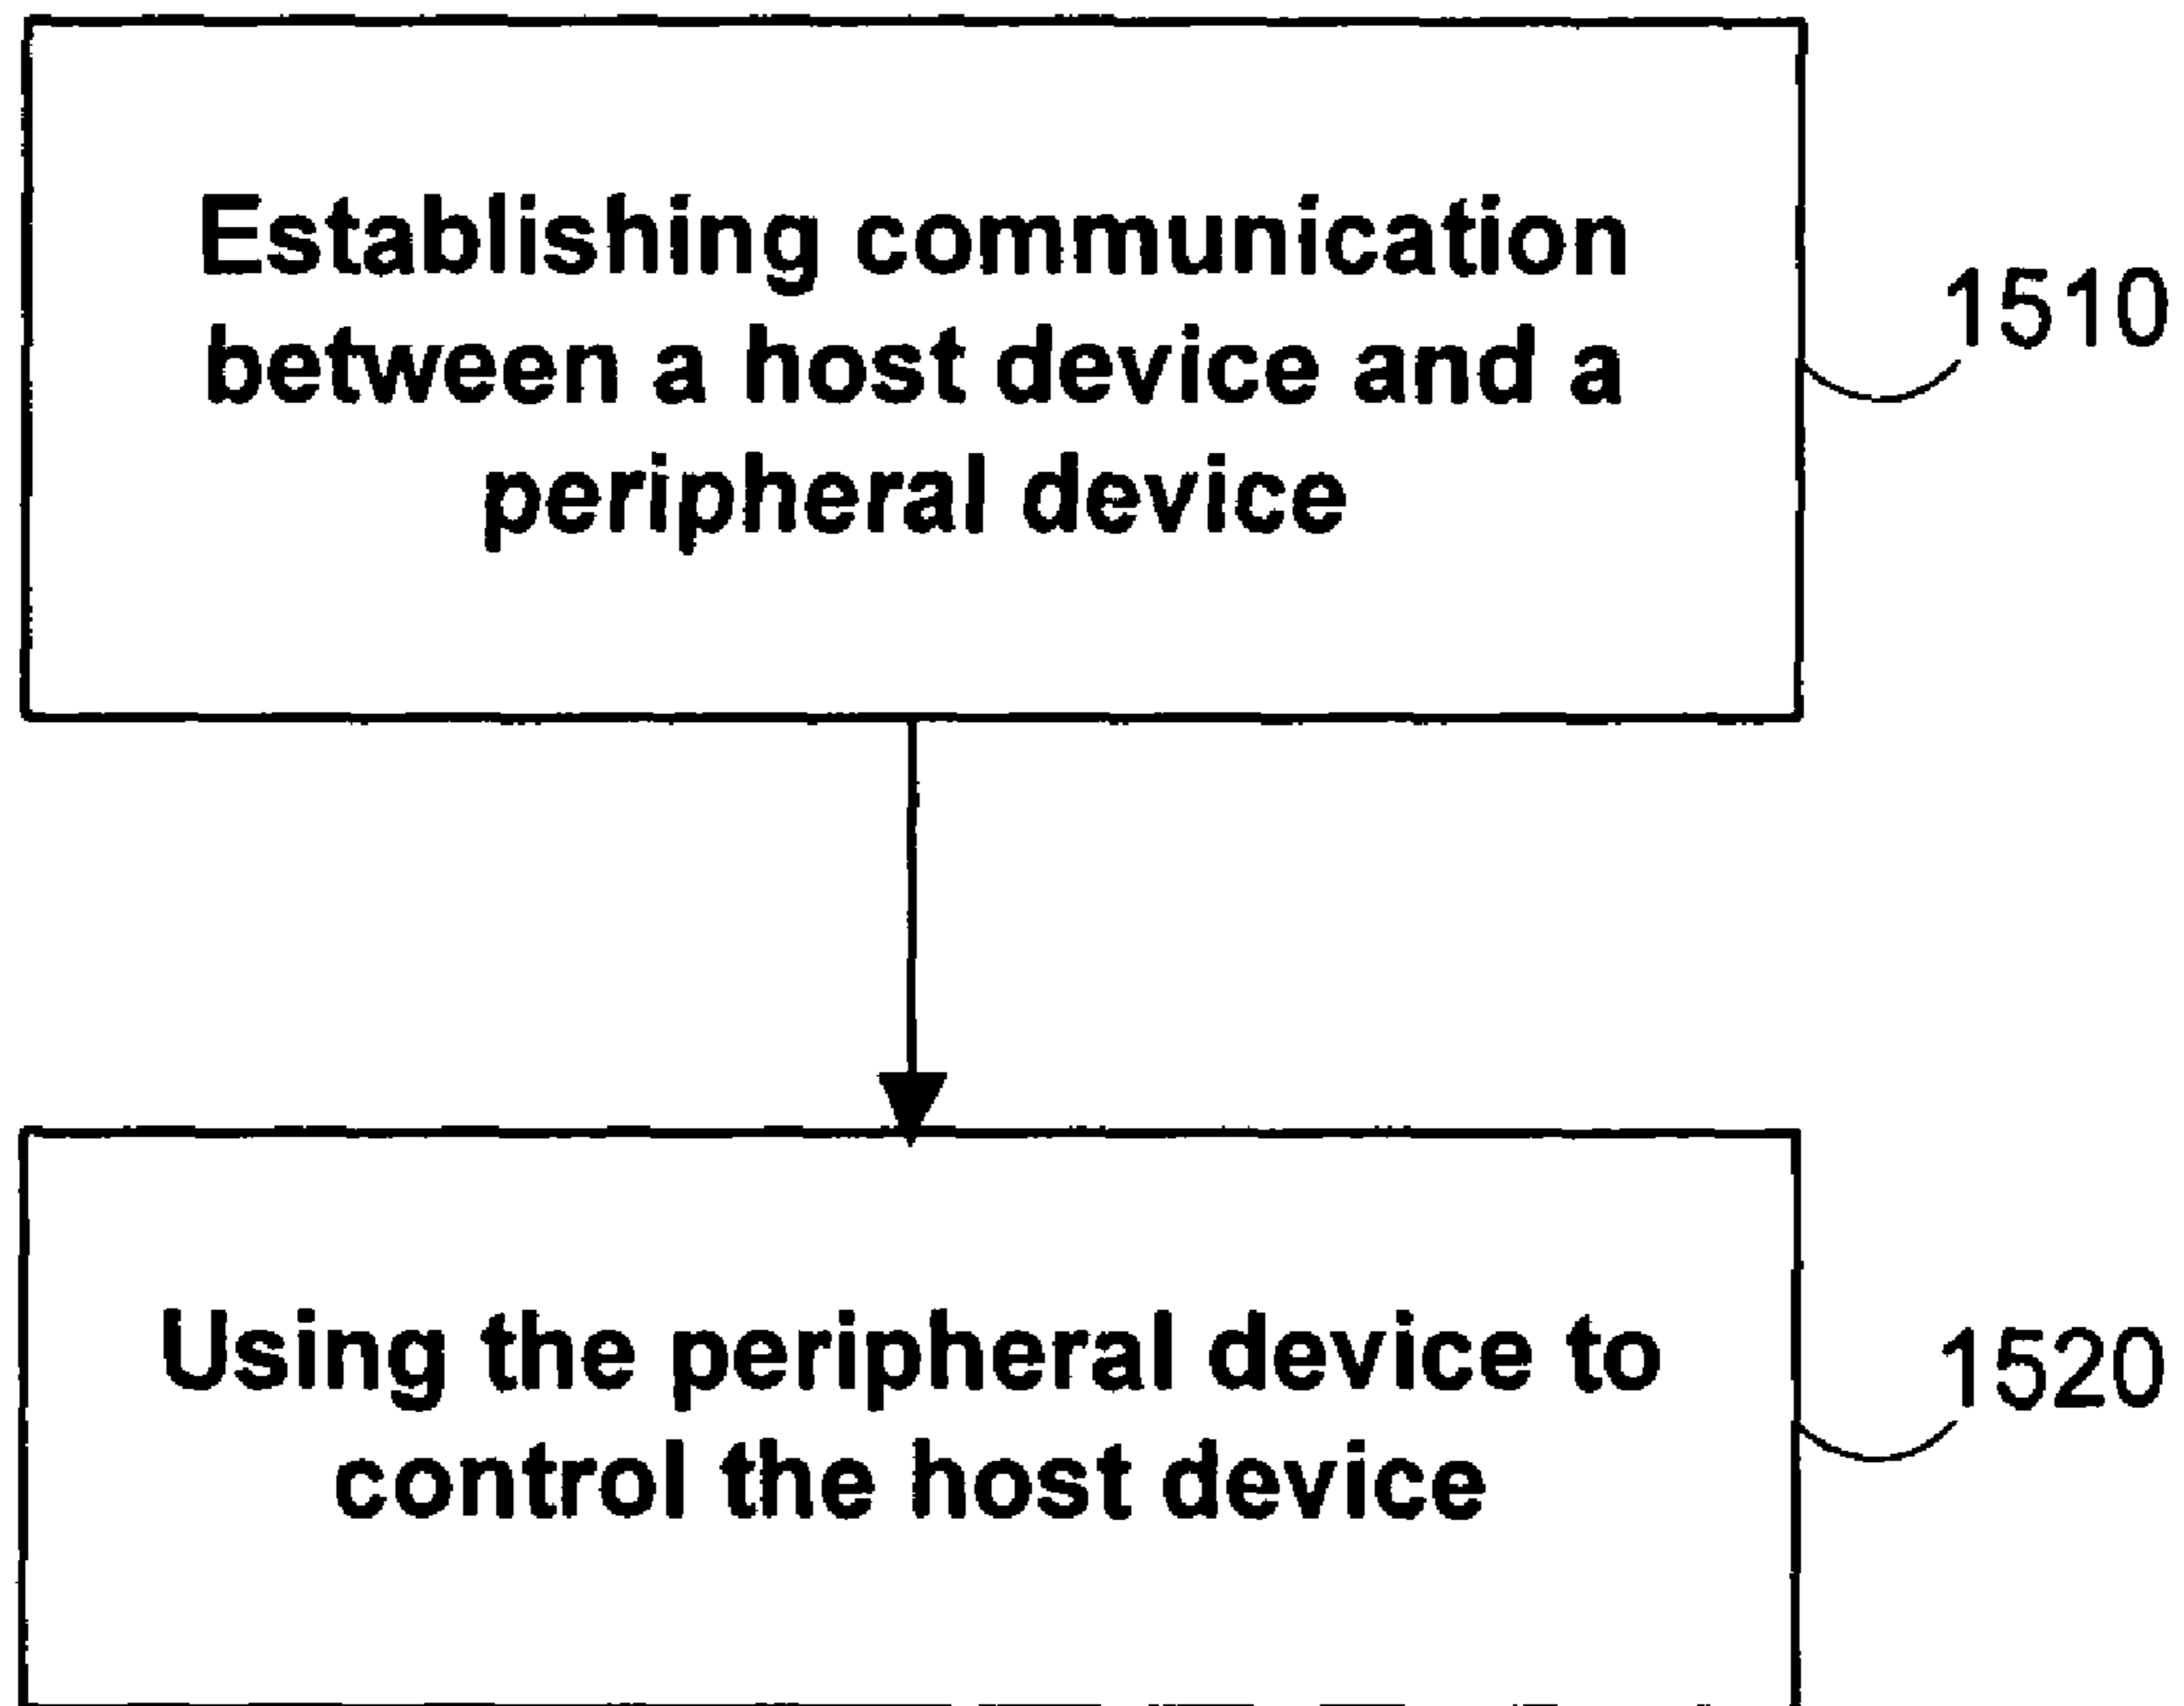 Establishing communication
between a host device and a
peripheral device
1510
Using the peripheral device to
control the host device
1520